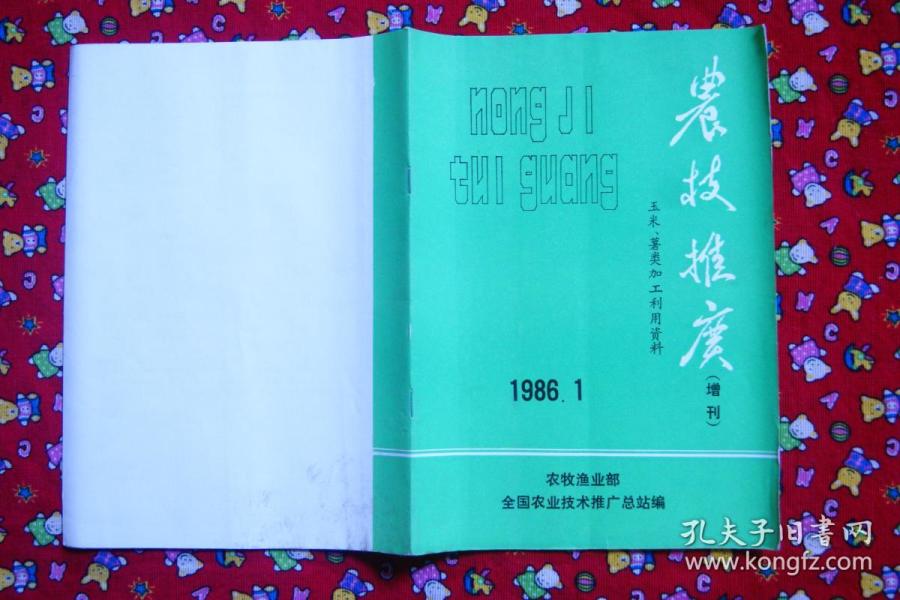 nong JI
tui guang
農技推廣
(增刊)
玉米、薯类加工利用资料
1986.1
农牧渔业部
全国农业技术推广总站编
孔夫子旧书网
www.kongfz.com